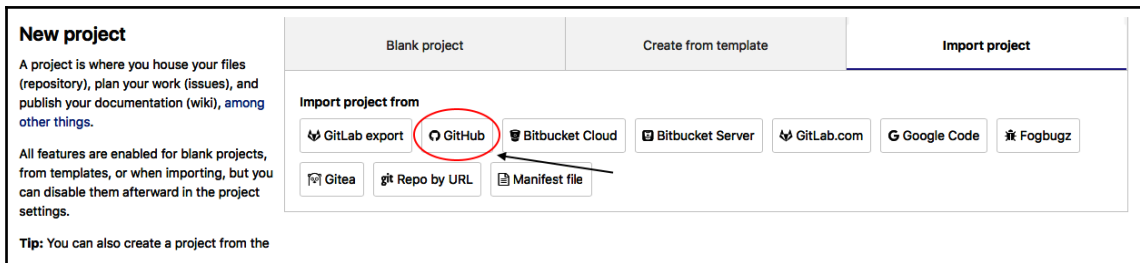 New project
A project is where you house your files
(repository), plan your work (issues), and
publish your documentation (wiki), among
other things.
All features are enabled for blank projects,
from templates, or when importing, but you
can disable them afterward in the project
settings.
Tip: You can also create a project from the
Blank project Create from template Import project
Import project from
GitLab export GitHub Bitbucket Cloud Bitbucket Server GitLab.com Google Code Fogbugz
Gitea git Repo by URL Manifest file